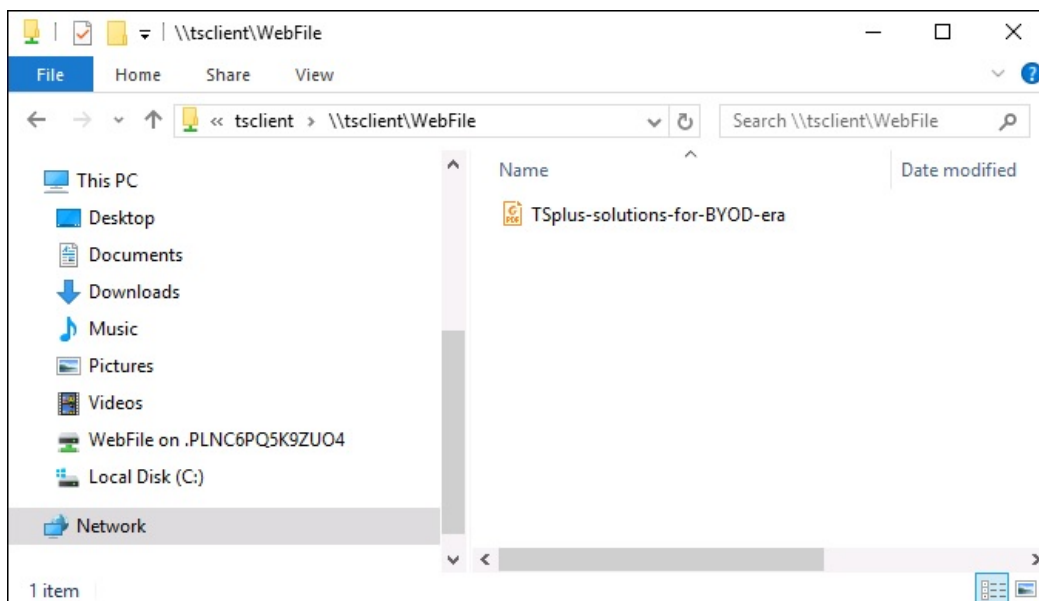 \\tsclient\WebFile
File Home Share View
« tsclient > \\tsclient\WebFile Search \\tsclient\WebFile
This PC
Desktop
Documents
Downloads
Music
Pictures
Videos
WebFile on .PLNC6PQ5K9ZUO4
Local Disk (C:)
Network
Name Date modified
TSplus-solutions-for-BYOD-era
1 item